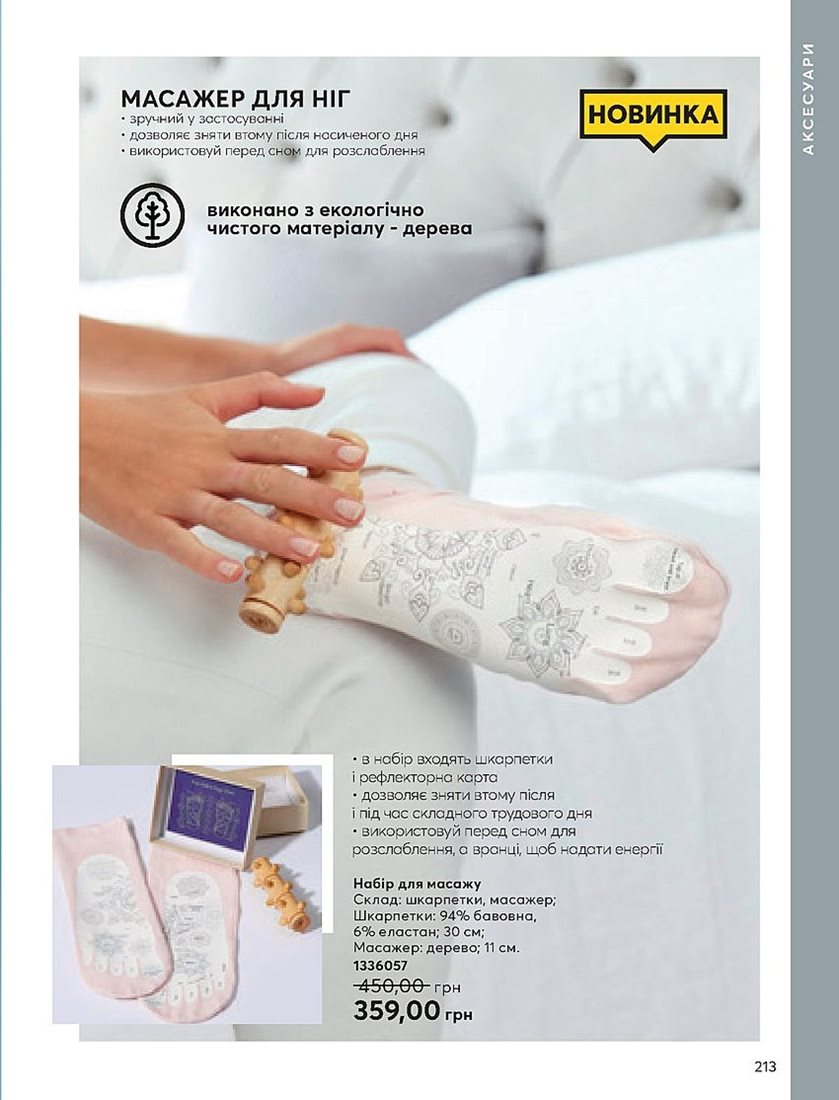 АКСЕСУАРИ
МАСАЖЕР ДЛЯ НІГ
• зручний у застосуванні
• дозволяє зняти втому після насиченого дня
• використовуй перед сном для розслаблення
НОВИНКА
виконано з екологічно
чистого матеріалу - дерева
• в набір входять шкарпетки
і рефлекторна карта
• дозволяє зняти втому після
і під час складного трудового дня
• використовуй перед сном для
розслаблення, а вранці, щоб надати енергії
Набір для масажу
Склад: шкарпетки, масажер;
Шкарпетки: 94% бавовна,
6% еластан; 30 см;
Масажер: дерево; 11 см.
1336057
450,00 грн
359,00 грн
213